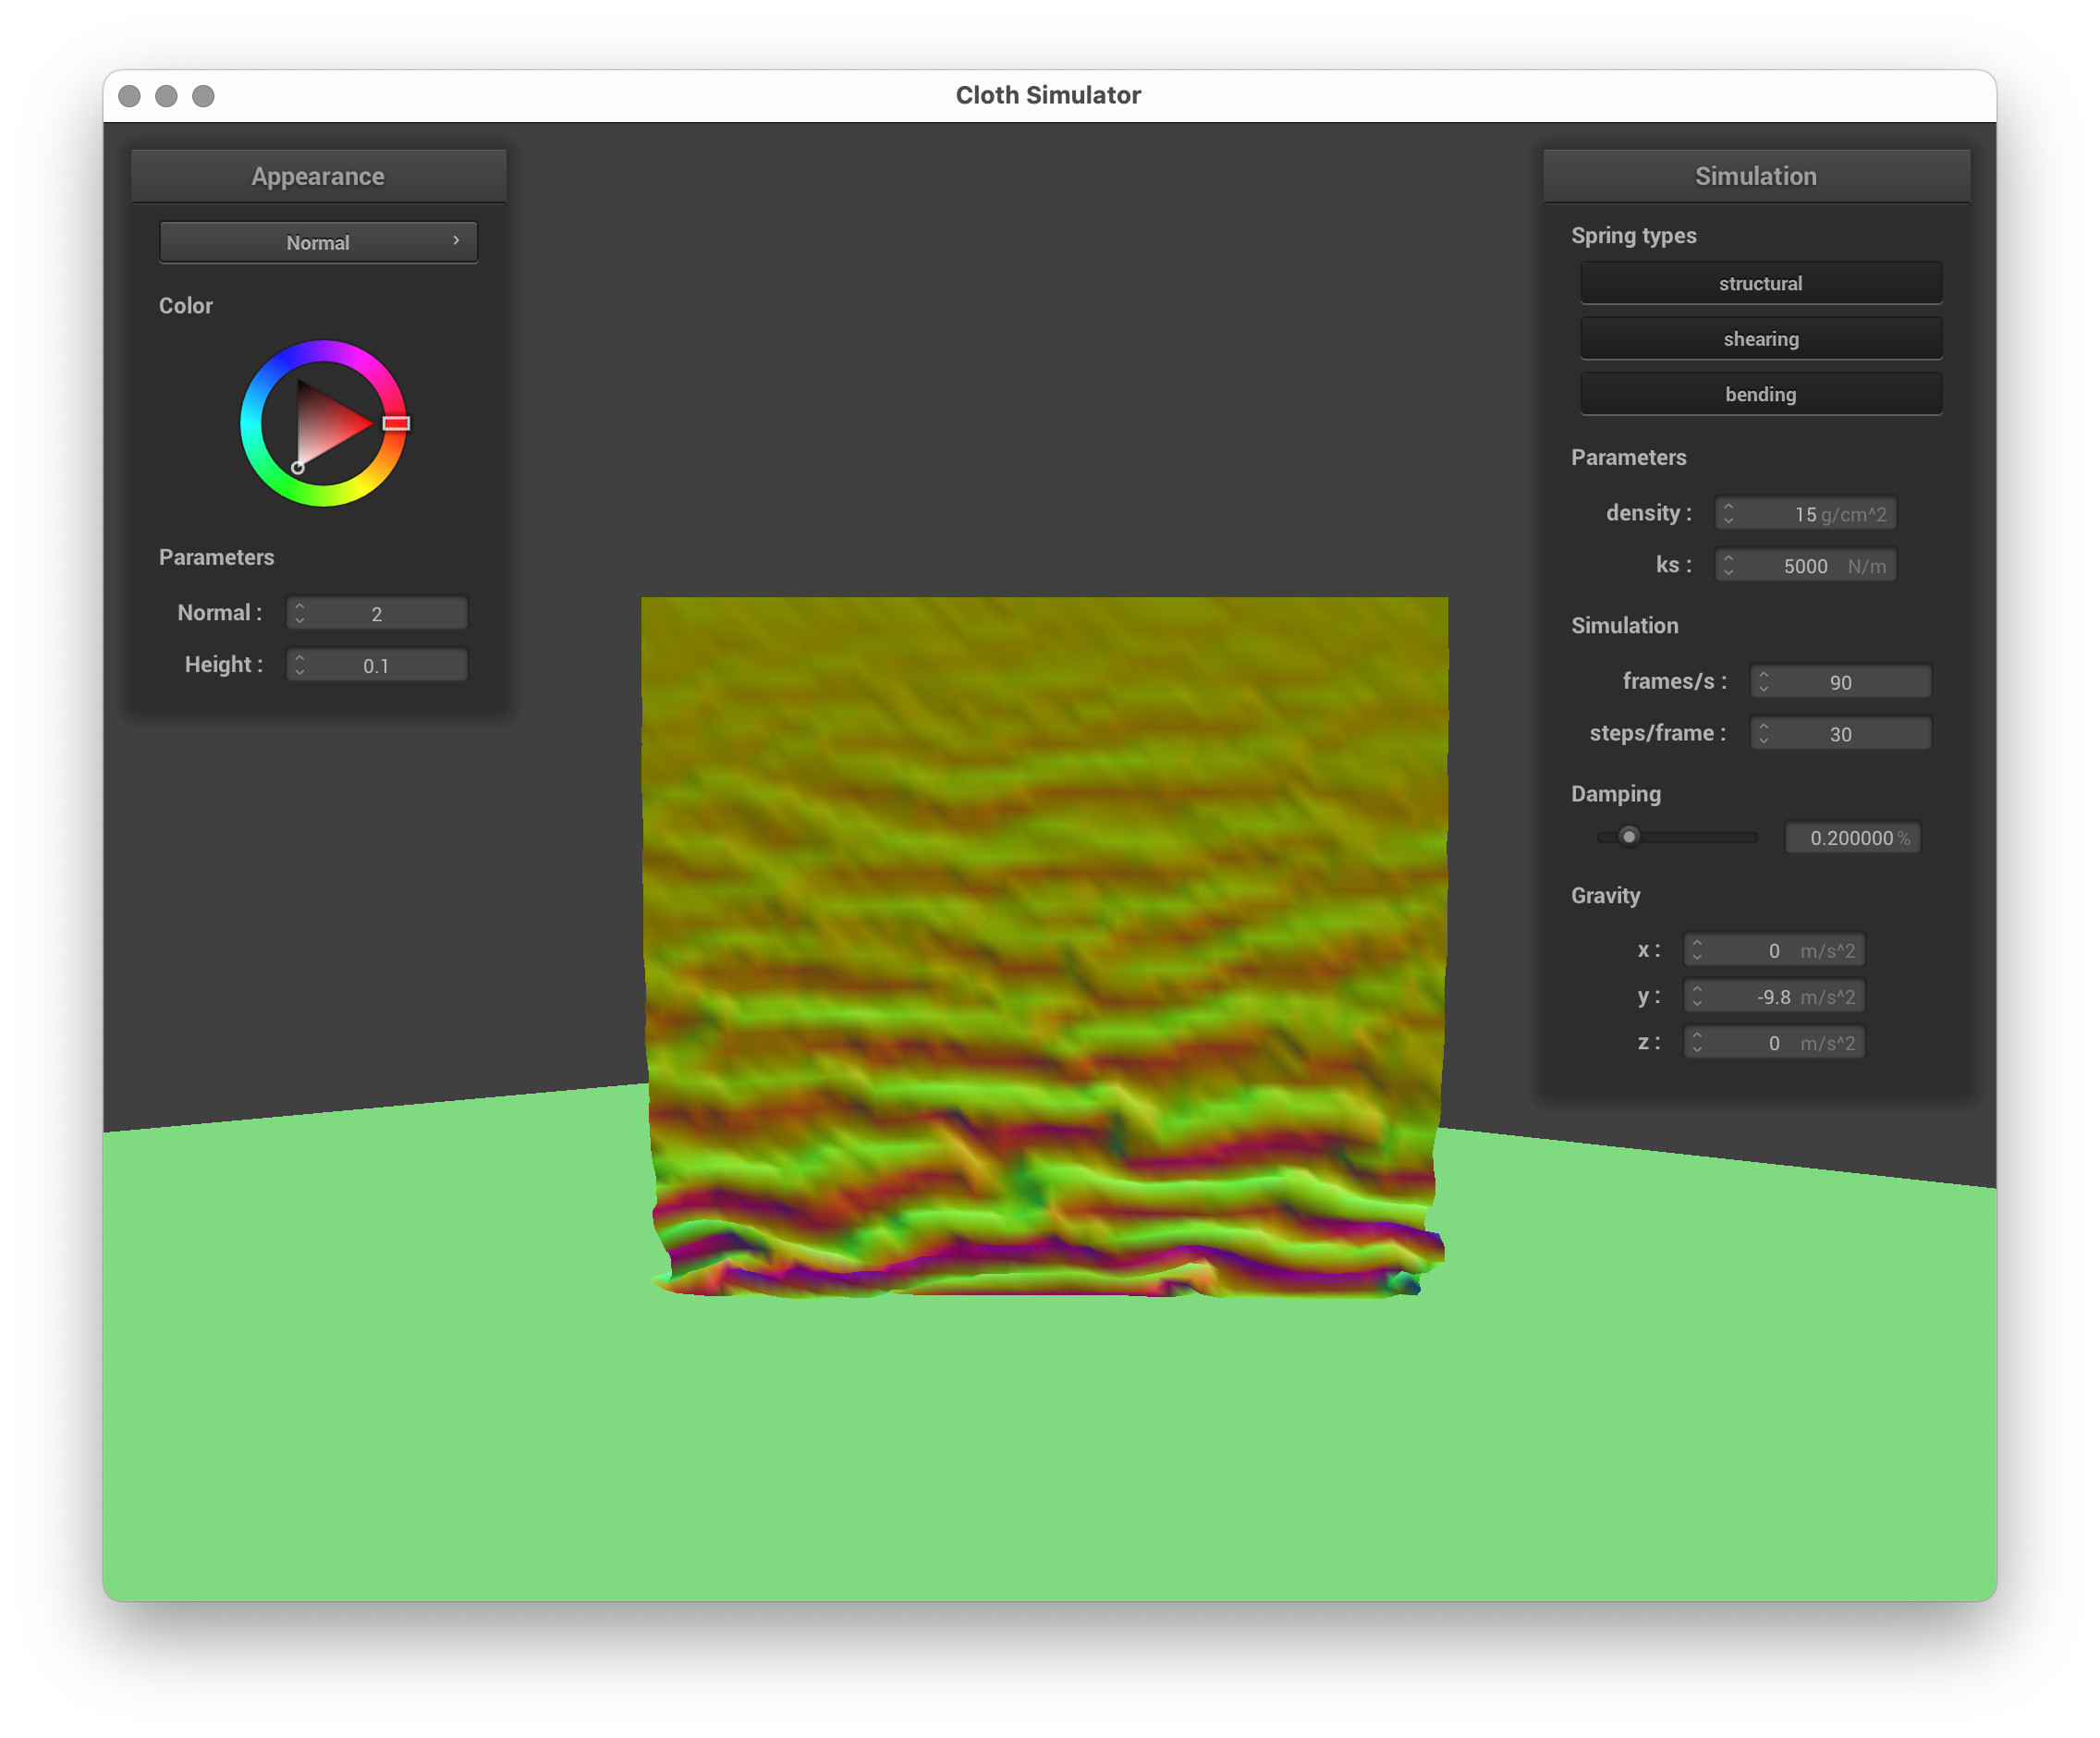 Cloth Simulator
Appearance
Normal
Color
Parameters
Normal :
2
Height :
0.1
Simulation
Spring types
structural
shearing
bending
Parameters
density :
15 g/cm^2
ks :
5000 N/m
Simulation
frames/s :
90
steps/frame :
30
Damping
0.200000 %
Gravity
x :
0 m/s^2
y :
-9.8 m/s^2
z :
0 m/s^2